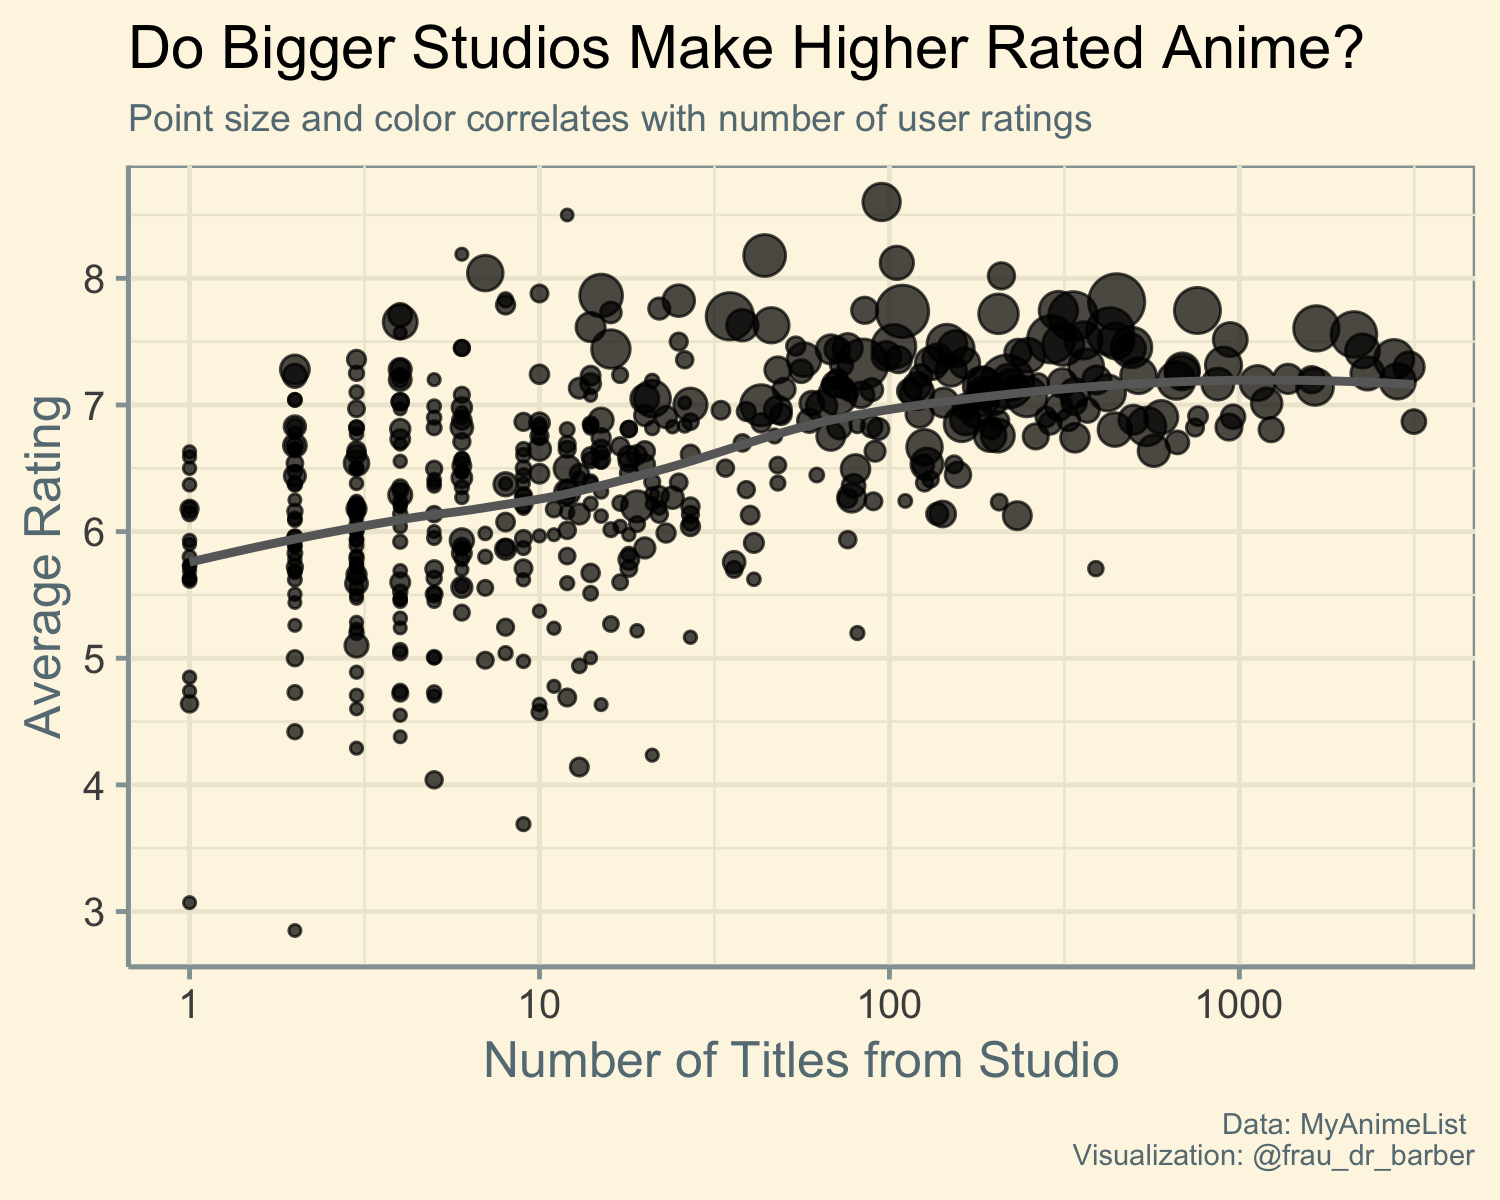 Do Bigger Studios Make Higher Rated Anime?
Point size and color correlates with number of user ratings
Average Rating
8
7
6
5
4
3
1 10 100 1000
Number of Titles from Studio
Data: MyAnimeList
Visualization: @frau_dr_barber